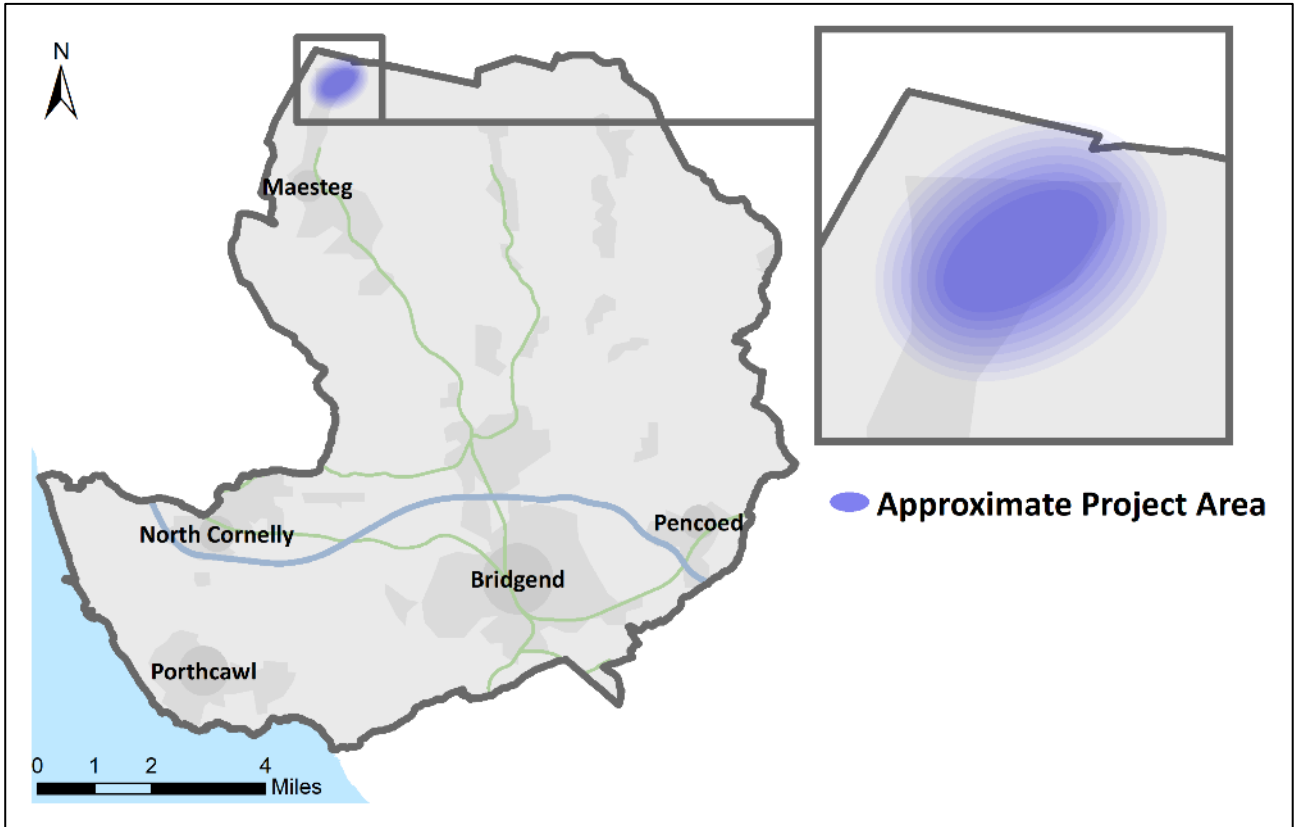 N
Maesteg
North Cornelly
Pencoed
Bridgend
Porthcawl
Approximate Project Area
0 1 2 4
Miles